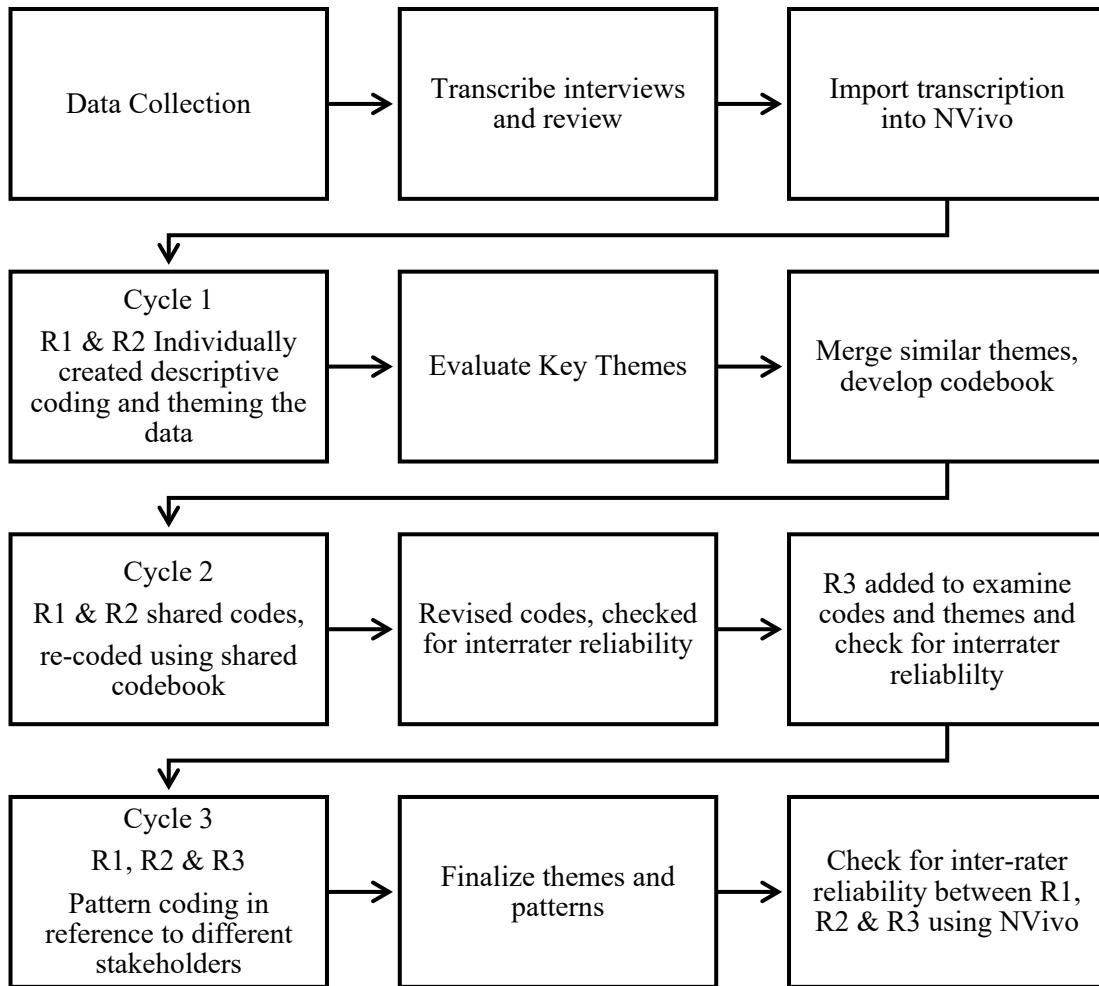 Data Collection
Transcribe interviews
and review
Import transcription
into NVivo
Cycle 1
R1 & R2 Individually
created descriptive
coding and theming the
data
Evaluate Key Themes
Merge similar themes,
develop codebook
Cycle 2
R1 & R2 shared codes,
re-coded using shared
codebook
Revised codes, checked
for interrater reliability
R3 added to examine
codes and themes and
check for interrater
reliablilty
Cycle 3
R1, R2 & R3
Pattern coding in
reference to different
stakeholders
Finalize themes and
patterns
Check for inter-rater
reliability between R1,
R2 & R3 using NVivo